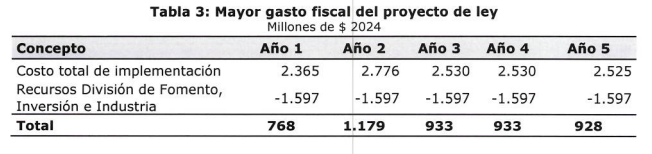 Tabla 3: Mayor gasto fiscal del proyecto de ley
Millones de $ 2024
Concepto Año 1 Año 2 Año 3 Año 4 Año 5
Costo total de implementación 2.365 2.776 2.530 2.530 2.525
Recursos División de Fomento,
Inversión e Industria -1.597 -1.597 -1.597 -1.597 -1.597
Total 768 1.179 933 933 928